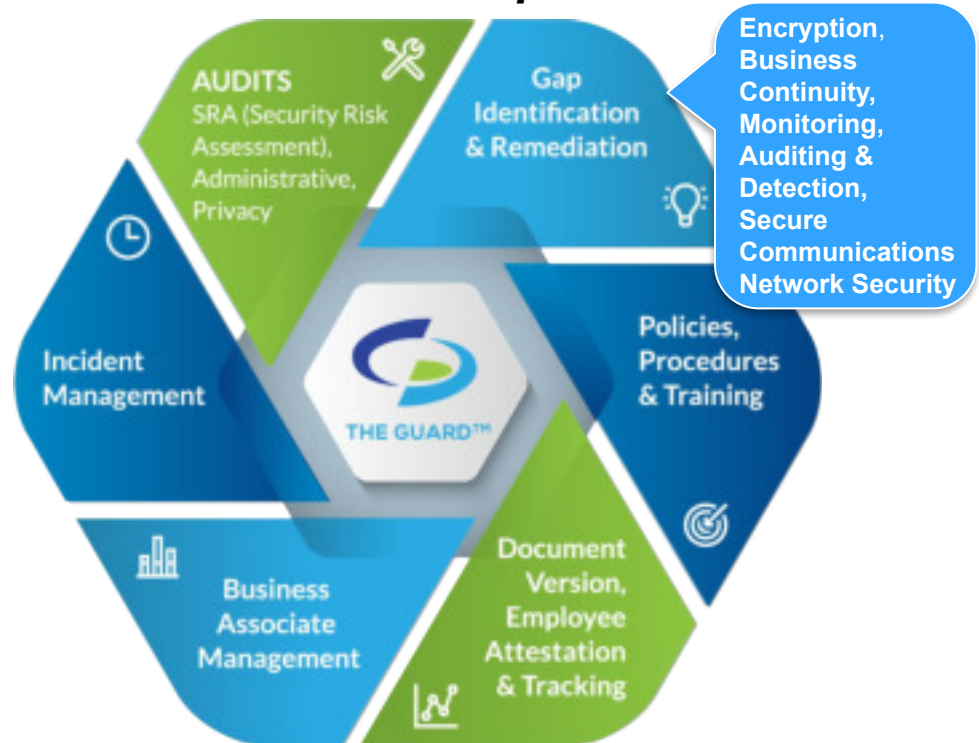 AUDITS
SRA (Security Risk
Assessment),
Administrative,
Privacy
Gap
Identification
& Remediation
Encryption,
Business
Continuity,
Monitoring,
Auditing &
Detection,
Secure
Communications
Network Security
Policies,
Procedures
& Training
Incident
Management
THE GUARD™
Document
Version,
Employee
Attestation
& Tracking
Business
Associate
Management